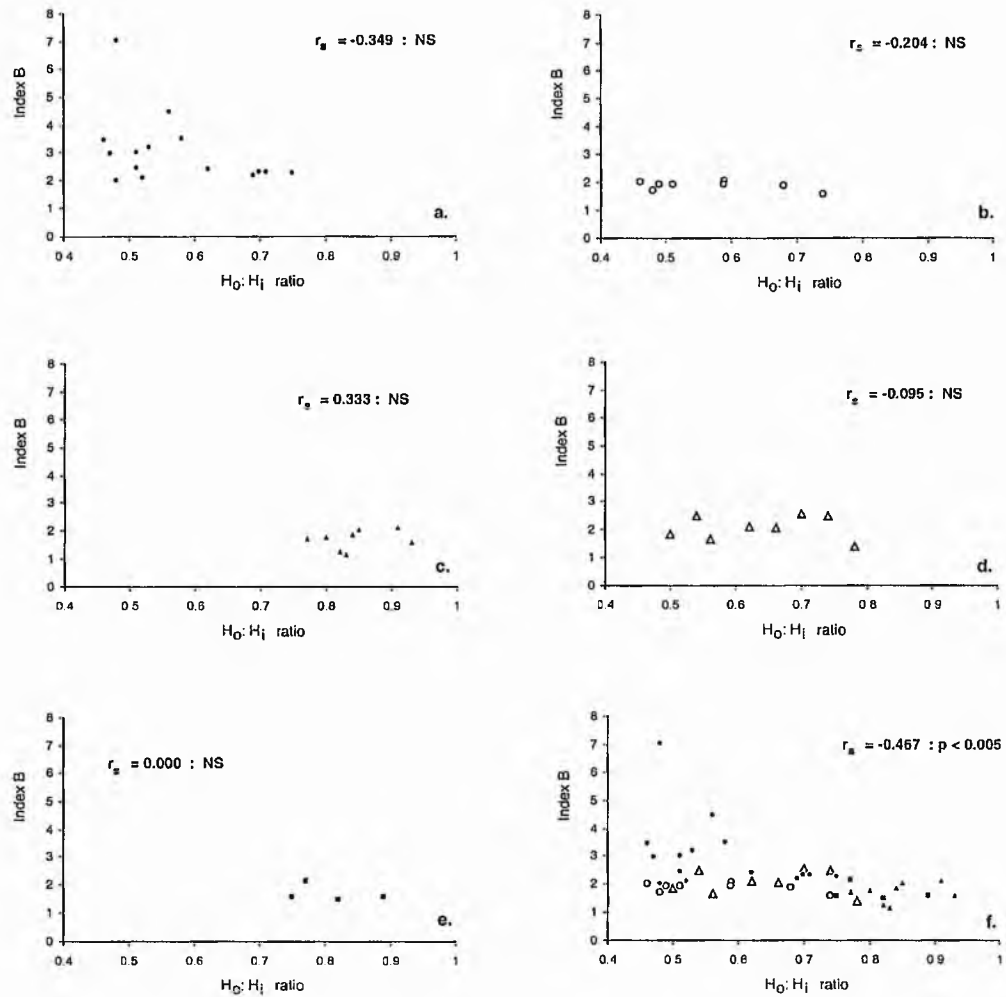 8
7
6
5
4
3
2
1
0
Index B
r_s = -0.349 : NS
a.
0 4 0.5 0 6 0.7 0 8 0.9 1
H_o: H_i ratio
8
7
6
5
4
3
2
1
0
Index B
r_s = -0.204 : NS
b.
0 4 0.5 0 6 0.7 0 8 0.9 1
H_o: H_i ratio
8
7
6
5
4
3
2
1
0
Index B
r_s = 0.333 : NS
c.
0.4 0.5 0.6 0.7 0.8 0.9 1
H_o: H_i ratio
8
7
6
5
4
3
2
1
0
Index B
r_s = -0.095 : NS
d.
0.4 0.5 0.6 0.7 0.8 0.9 1
H_o: H_i ratio
8
7
6
5
4
3
2
1
0
Index B
r_s = 0.000 : NS
e.
0.4 0.5 0.6 0.7 0.8 0.9 1
H_o: H_i ratio
8
7
6
5
4
3
2
1
0
Index B
r_s = -0.467 : p < 0.005
f.
0.4 0.5 0.6 0.7 0.8 0.9 1
H_o: H_i ratio